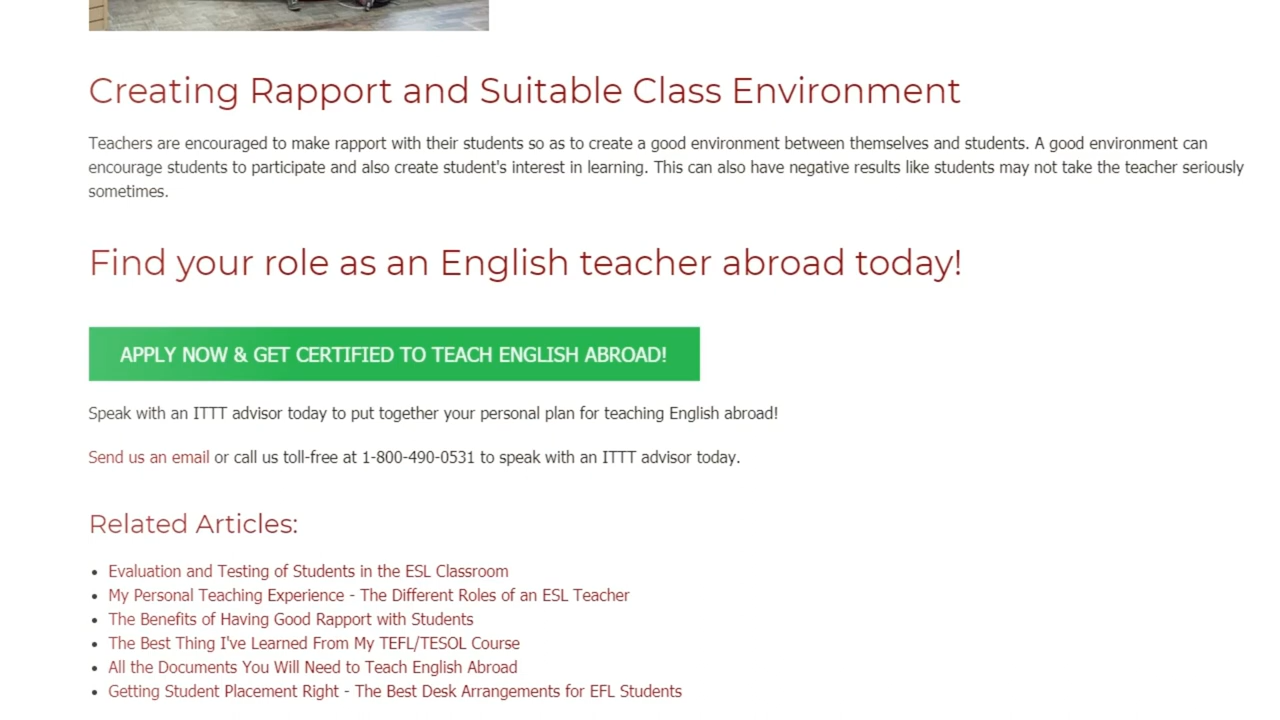 Creating Rapport and Suitable Class Environment
Teachers are encouraged to make rapport with their students so as to create a good environment between themselves and students. A good environment can
encourage students to participate and also create student's interest in learning. This can also have negative results like students may not take the teacher seriously
sometimes.
Find your role as an English teacher abroad today!
APPLY NOW & GET CERTIFIED TO TEACH ENGLISH ABROAD!
Speak with an ITTT advisor today to put together your personal plan for teaching English abroad!
Send us an email or call us toll-free at 1-800-490-0531 to speak with an ITTT advisor today.
Related Articles:
• Evaluation and Testing of Students in the ESL Classroom
• My Personal Teaching Experience - The Different Roles of an ESL Teacher
• The Benefits of Having Good Rapport with Students
• The Best Thing I've Learned From My TEFL/TESOL Course
• All the Documents You Will Need to Teach English Abroad
• Getting Student Placement Right - The Best Desk Arrangements for EFL Students